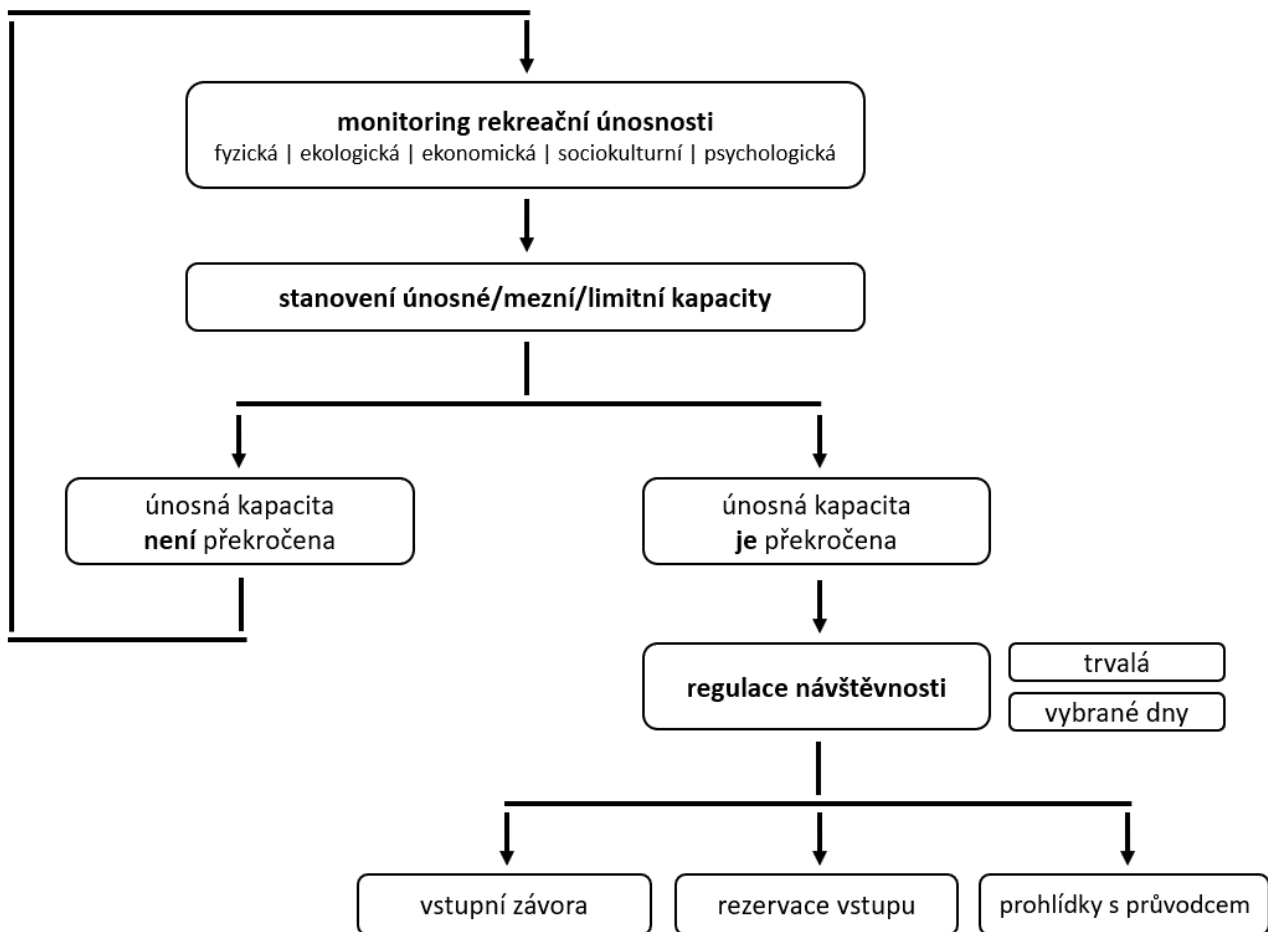 monitoring rekreační únosnosti
fyzická | ekologická | ekonomická | sociokulturní | psychologická
stanovení únosné/mezní/limitní kapacity
únosná kapacita
není překročena
únosná kapacita
je překročena
regulace návštěvnosti
trvalá
vybrané dny
vstupní závora
rezervace vstupu
prohlídky s průvodcem